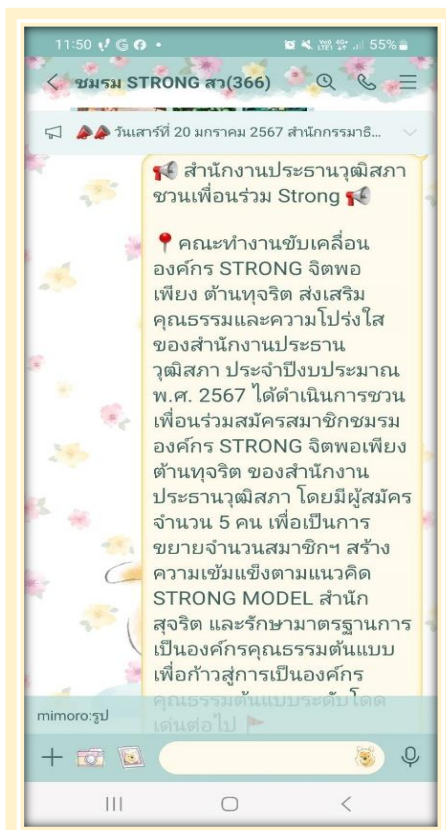 11:50
55%
ชมรม STRONG สว(366)
วันเสาร์ที่ 20 มกราคม 2567 สำนักกรรมาธิ...
สำนักงานประธานวุฒิสภา
ชวนเพื่อนร่วม Strong
คณะทำงานขับเคลื่อน
องค์กร STRONG จิตพอ
เพียง ต้านทุจริต ส่งเสริม
คุณธรรมและความโปร่งใส
ของสำนักงานประธาน
วุฒิสภา ประจำปีงบประมาณ
พ.ศ. 2567 ได้ดำเนินการชวน
เพื่อนร่วมสมัครสมาชิกชมรม
องค์กร STRONG จิตพอเพียง
ต้านทุจริต ของสำนักงาน
ประธานวุฒิสภา โดยมีผู้สมัคร
จำนวน 5 คน เพื่อเป็นการ
ขยายจำนวนสมาชิกฯ สร้าง
ความเข้มแข็งตามแนวคิด
STRONG MODEL สำนัก
สุจริต และรักษามาตรฐานการ
เป็นองค์กรคุณธรรมต้นแบบ
เพื่อก้าวสู่การเป็นองค์กร
คุณธรรมต้นแบบระดับโดด
เด่นต่อไป
mimoro:รูป